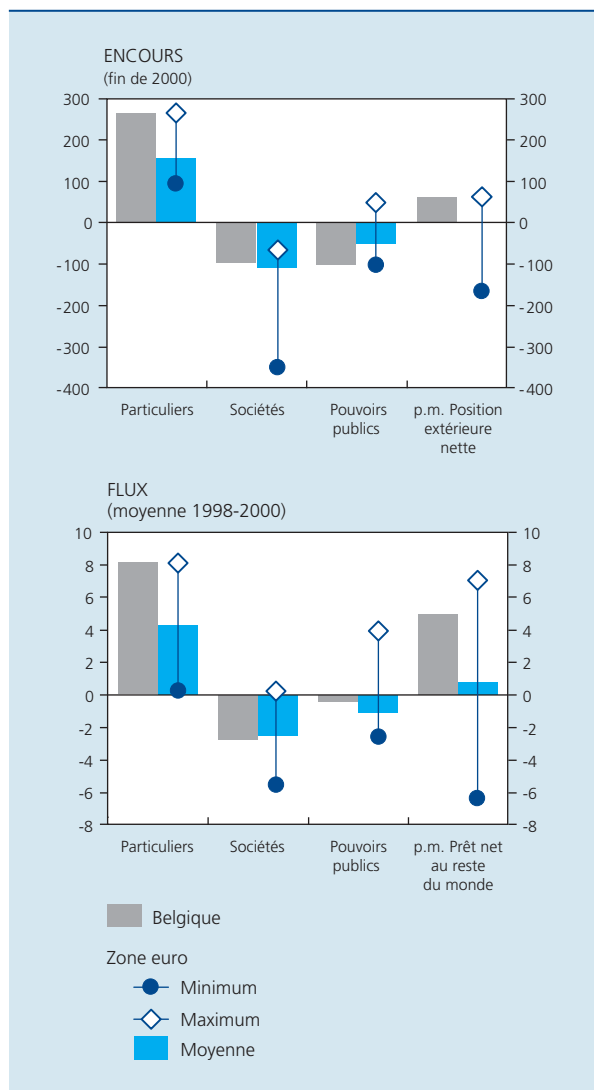 ENCOURS
(fin de 2000)
300 300
200 200
100 100
0 0
-100 -100
-200 -200
-300 -300
-400 -400
Particuliers Sociétés Pouvoirs p.m. Position
publics extérieure
nette
FLUX
(moyenne 1998-2000)
10 10
8 8
6 6
4 4
2 2
0 0
-2 -2
-4 -4
-6 -6
-8 -8
Particuliers Sociétés Pouvoirs p.m. Prêt net
publics au reste
du monde
Belgique
Zone euro
Minimum
Maximum
Moyenne